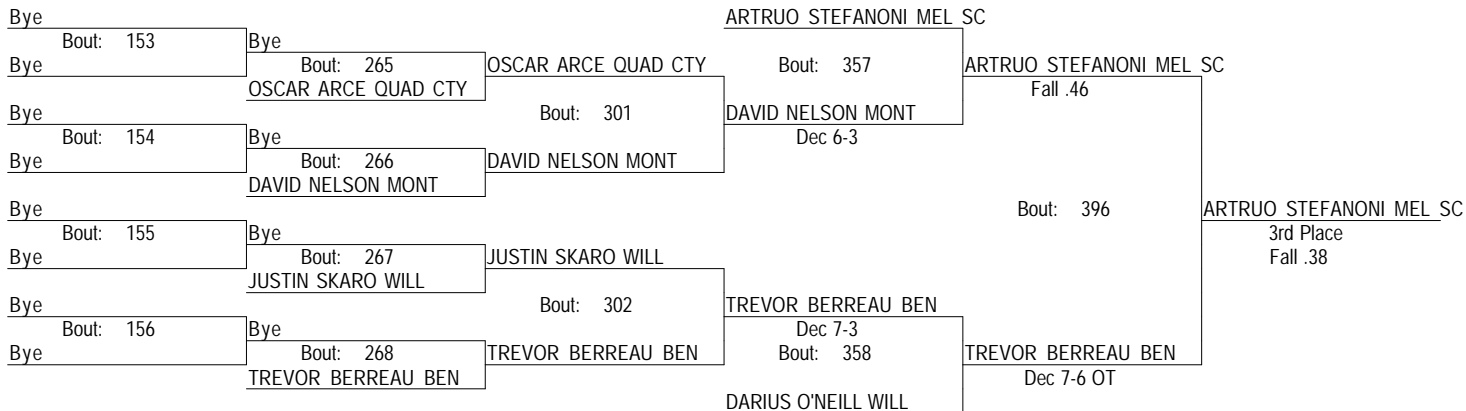 Bye ARTRUO STEFANONI MEL SC
Bout: 153 Bye
Bye Bout: 265 OSCAR ARCE QUAD CTY Bout: 357 ARTRUO STEFANONI MEL SC
OSCAR ARCE QUAD CTY Fall .46
Bye Bout: 301 DAVID NELSON MONT
Bout: 154 Bye Dec 6-3
Bye Bout: 266 DAVID NELSON MONT
DAVID NELSON MONT
Bye Bout: 396 ARTRUO STEFANONI MEL SC
Bout: 155 Bye 3rd Place
Bye Bout: 267 JUSTIN SKARO WILL Fall .38
JUSTIN SKARO WILL
Bye Bout: 302 TREVOR BERREAU BEN
Bout: 156 Bye Dec 7-3
Bye Bout: 268 TREVOR BERREAU BEN Bout: 358 TREVOR BERREAU BEN
TREVOR BERREAU BEN Dec 7-6 OT
DARIUS O'NEILL WILL